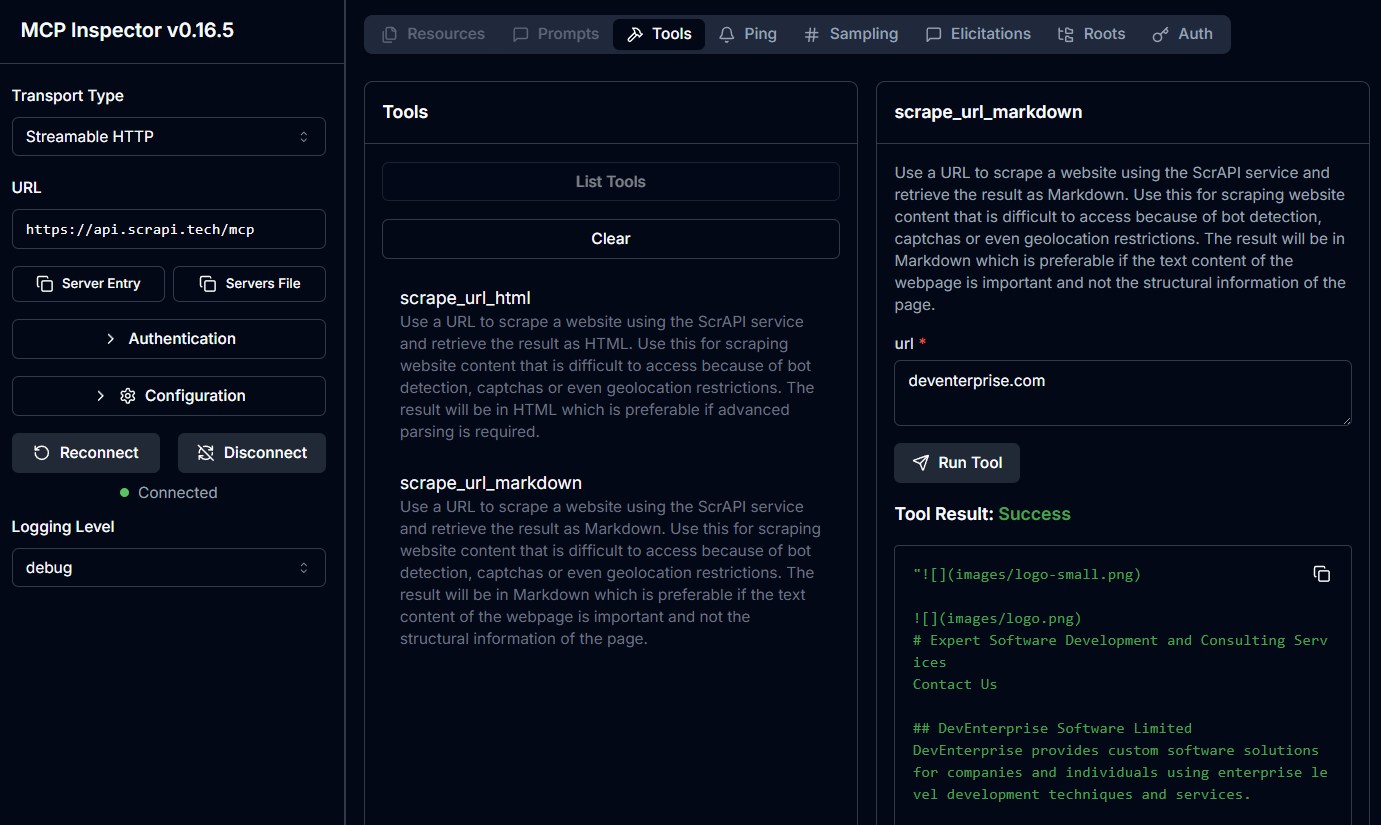 MCP Inspector v0.16.5
Transport Type
Streamable HTTP
URL
https://api.scrapi.tech/mcp
Server Entry
Servers File
Authentication
Configuration
Reconnect
Disconnect
Connected
Logging Level
debug
Resources
Prompts
Tools
Ping
Sampling
Elicitations
Roots
Auth
Tools
List Tools
Clear
scrape_url_html
Use a URL to scrape a website using the ScrAPI service
and retrieve the result as HTML. Use this for scraping
website content that is difficult to access because of bot
detection, captchas or even geolocation restrictions. The
result will be in HTML which is preferable if advanced
parsing is required.
scrape_url_markdown
Use a URL to scrape a website using the ScrAPI service
and retrieve the result as Markdown. Use this for scraping
website content that is difficult to access because of bot
detection, captchas or even geolocation restrictions. The
result will be in Markdown which is preferable if the text
content of the webpage is important and not the
structural information of the page.
scrape_url_markdown
Use a URL to scrape a website using the ScrAPI service and
retrieve the result as Markdown. Use this for scraping website
content that is difficult to access because of bot detection,
captchas or even geolocation restrictions. The result will be in
Markdown which is preferable if the text content of the
webpage is important and not the structural information of the
page.
url *
deventerprise.com
Run Tool
Tool Result: Success
"![](images/logo-small.png)
![](images/logo.png)
# Expert Software Development and Consulting Serv
ices
Contact Us
## DevEnterprise Software Limited
DevEnterprise provides custom software solutions
for companies and individuals using enterprise le
vel development techniques and services.